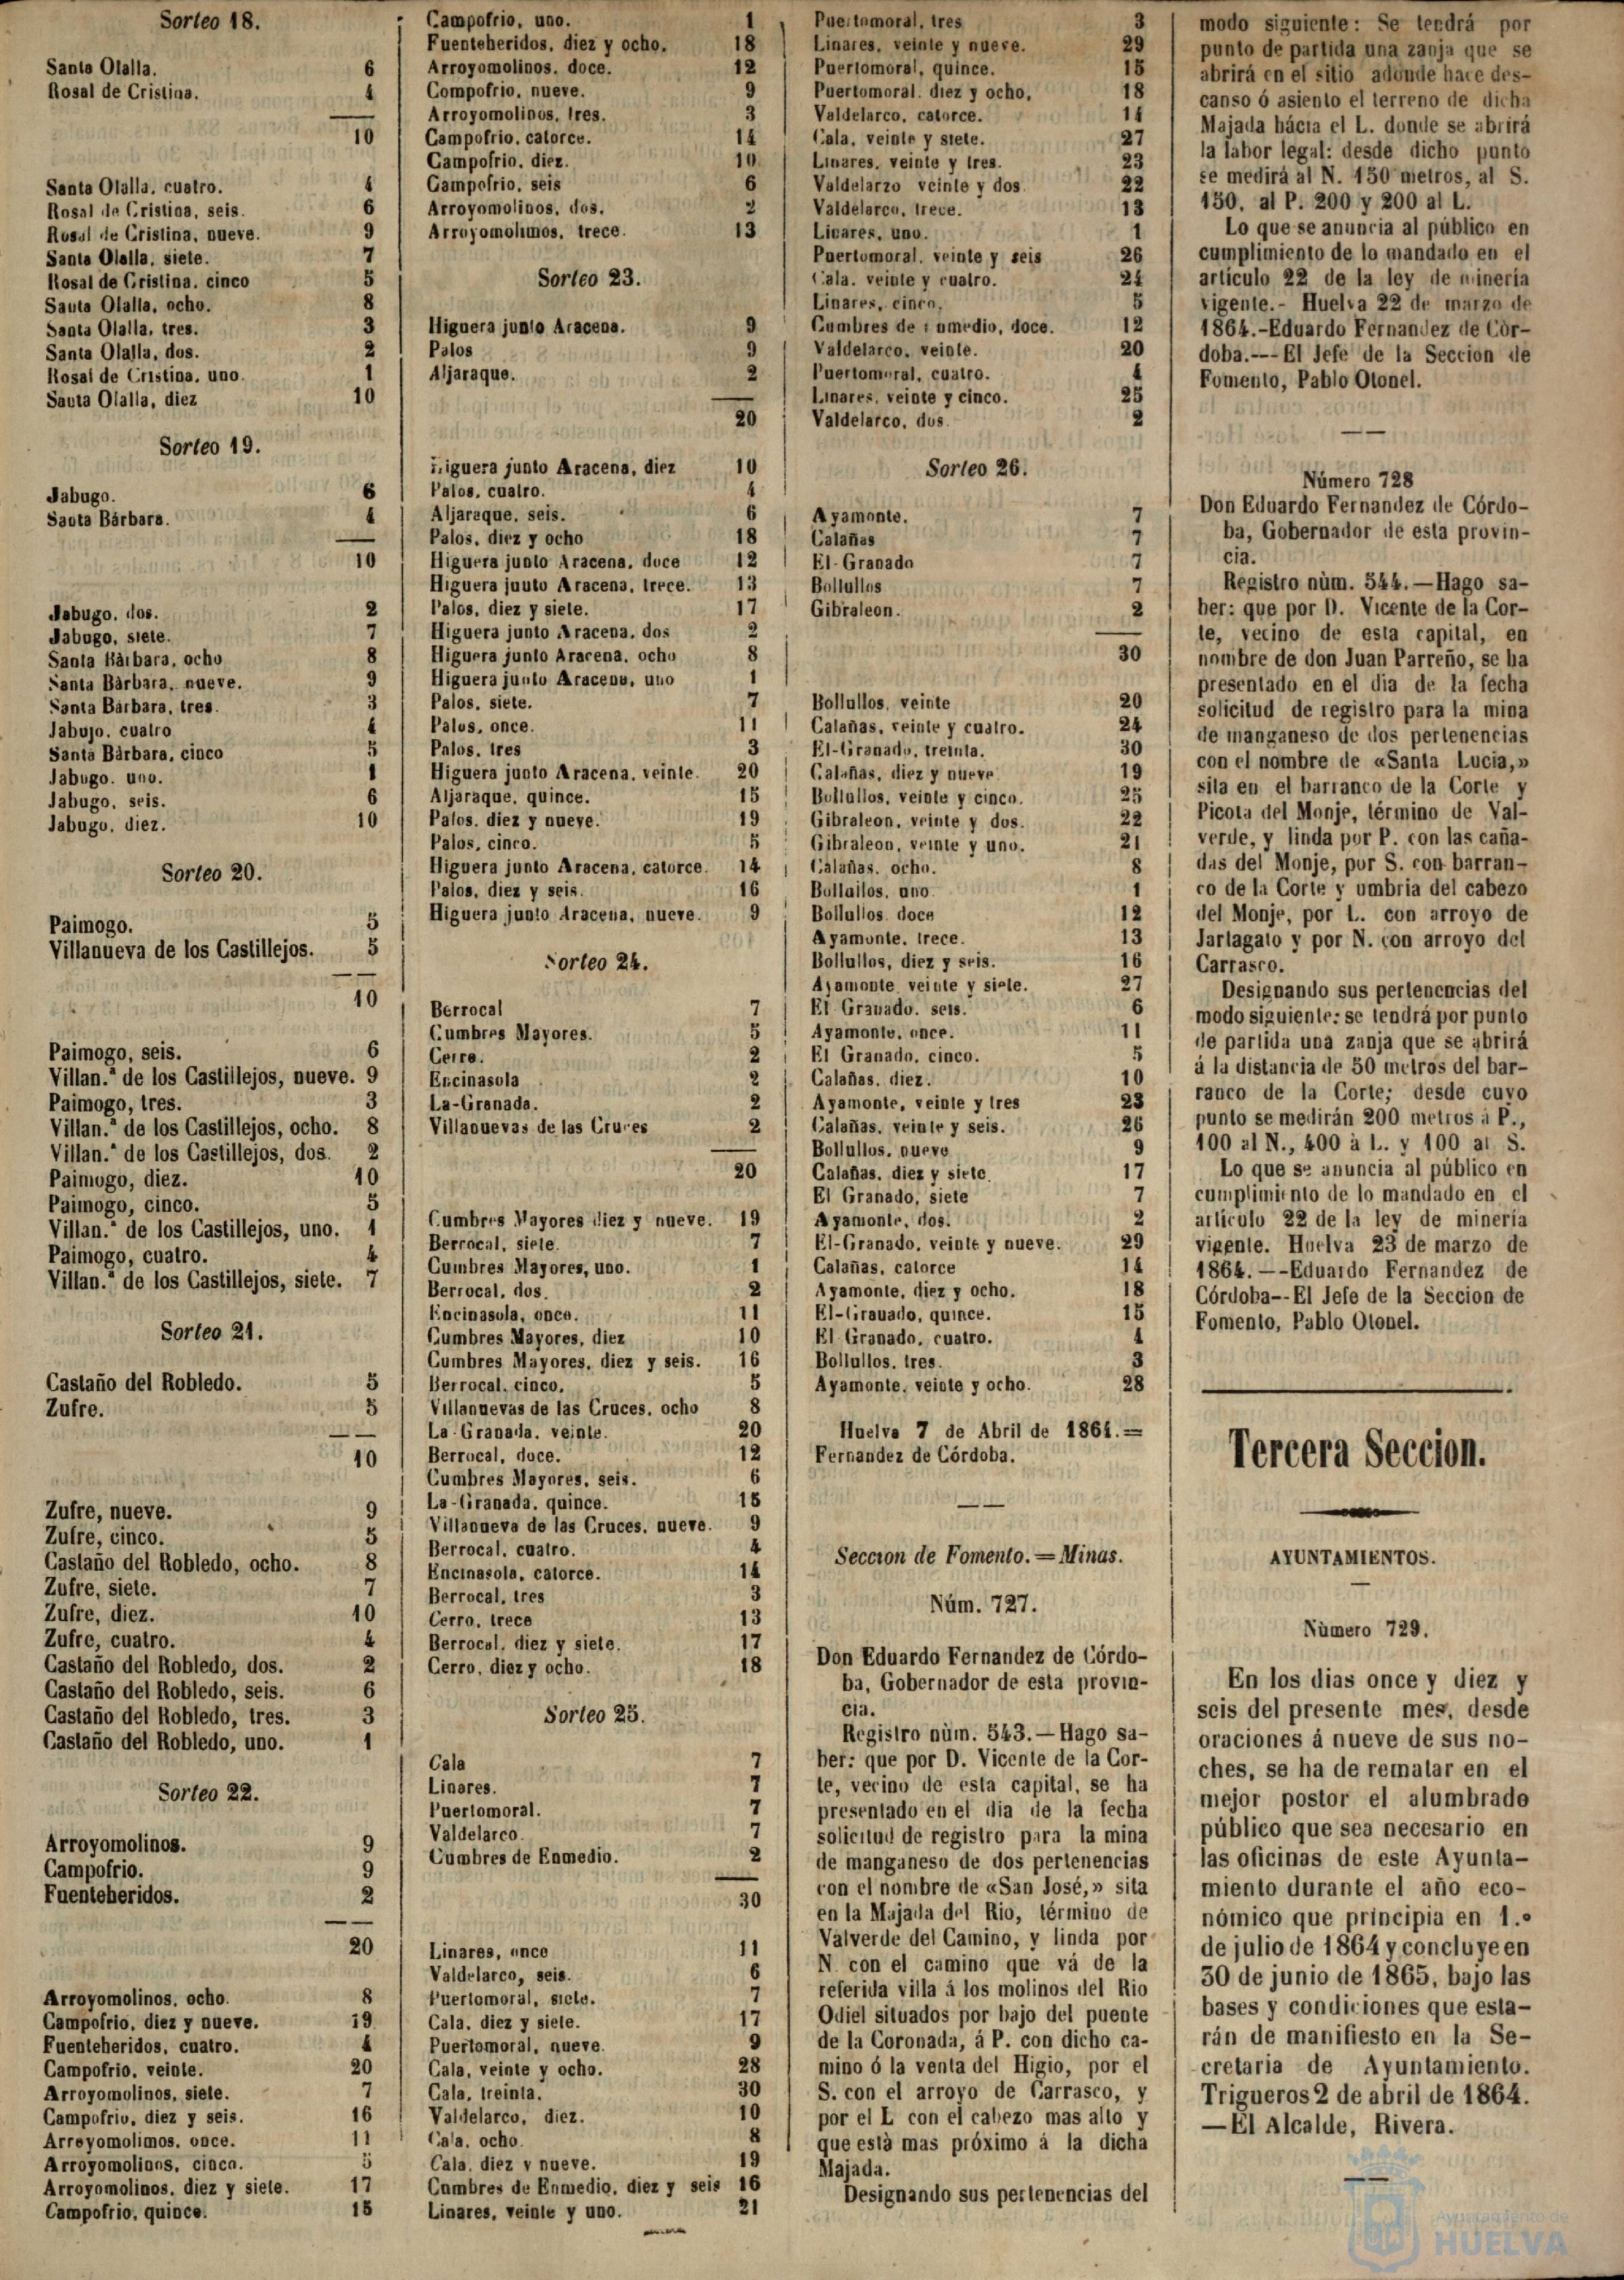 Sorteo 18.
Santa Olalla. 6
Rosal de Cristina. 4
10
Santa Olalla, cuatro. 4
Rosal de Cristina, seis. 6
Rosal de Cristina, nueve. 9
Santa Olalla, siete. 7
Rosal de Cristina, cinco 5
Santa Olalla, ocho. 8
Santa Olalla, tres. 3
Santa Olalla, dos. 2
Rosal de Cristina, uno. 1
Santa Olalla, diez 10
Sorteo 19.
Jabugo. 6
Santa Bárbara. 4
10
Jabugo, dos. 2
Jabugo, siete. 7
Santa Bàrbara, ocho 8
Santa Bàrbara, nueve. 9
Santa Bàrbara, tres. 3
Jabujo, cuatro 4
Santa Bàrbara, cinco 5
Jabugo. uno. 1
Jabugo, seis. 6
Jabugo, diez. 10
Sorteo 20.
Paimogo. 5
Villanueva de los Castillejos. 5
10
Paimogo, seis. 6
Villan.ª de los Castillejos, nueve. 9
Paimogo, tres. 3
Villan.ª de los Castillejos, ocho. 8
Villan.ª de los Castillejos, dos. 2
Paimogo, diez. 10
Paimogo, cinco. 5
Villan.ª de los Castillejos, uno. 1
Paimogo, cuatro. 4
Villan.ª de los Castillejos, siete. 7
Sorteo 21.
Castaño del Robledo. 5
Zufre. 5
10
Zufre, nueve. 9
Zufre, cinco. 5
Castaño del Robledo, ocho. 8
Zufre, siete. 7
Zufre, diez. 10
Zufre, cuatro. 4
Castaño del Robledo, dos. 2
Castaño del Robledo, seis. 6
Castaño del Robledo, tres. 3
Castaño del Robledo, uno. 1
Sorteo 22.
Arroyomolinos. 9
Campofrio. 9
Fuenteheridos. 2
20
Arroyomolinos, ocho. 8
Campofrio, diez y nueve. 19
Fuenteheridos, cuatro. 4
Campofrio, veinte. 20
Arroyomolinos, siete. 7
Campofrio, diez y seis. 16
Arroyomolimos, once. 11
Arroyomolinos, cinco. 5
Arroyomolinos, diez y siete. 17
Campofrio, quince. 15
Campofrio, uno. 1
Fuenteheridos, diez y ocho. 18
Arroyomolinos, doce. 12
Compofrio, nueve. 9
Arroyomolinos, tres. 3
Campofrio, catorce. 14
Campofrio, diez. 10
Campofrio, seis 6
Arroyomolinos, dos. 2
Arroyomolinos, trece. 13
Sorteo 23.
Higuera junto Aracena. 9
Palos 9
Aljaraque. 2
20
Higuera junto Aracena, diez 10
Palos, cuatro. 4
Aljaraque, seis. 6
Palos, diez y ocho 18
Higuera junto Aracena, doce 12
Higuera junto Aracena, trece. 13
Palos, diez y siete. 17
Higuera junto Aracena, dos 2
Higuera junto Aracena, ocho 8
Higuera junto Aracena, uno 1
Palos, siete. 7
Palos, once. 11
Palos, tres 3
Higuera junto Aracena, veinte. 20
Aljaraque, quince. 15
Palos, diez y nueve. 19
Palos, cinco. 5
Higuera junto Aracena, catorce. 14
Palos, diez y seis. 16
Higuera junto Aracena, nueve. 9
Sorteo 24.
Berrocal 7
Cumbres Mayores. 5
Cerro. 2
Encinasola 2
La-Granada. 2
Villanuevas de las Cruces 2
20
Cumbres Mayores diez y nueve. 19
Berrocal, siete. 7
Cumbres Mayores, uno. 1
Berrocal, dos. 2
Encinasola, once. 11
Cumbres Mayores, diez 10
Cumbres Mayores, diez y seis. 16
Berrocal, cinco. 5
Villanuevas de las Cruces, ocho 8
La-Granada, veinte. 20
Berrocal, doce. 12
Cumbres Mayores, seis. 6
La-Granada, quince. 15
Villanueva de las Cruces, nueve. 9
Berrocal, cuatro. 4
Encinasola, catorce. 14
Berrocal, tres 3
Cerro, trece 13
Berrocal, diez y siete. 17
Cerro, diez y ocho. 18
Sorteo 25.
Cala 7
Linares. 7
Puertomoral. 7
Valdelarco. 7
Cumbres de Enmedio. 2
30
Linares, once 11
Valdelarco, seis. 6
Puertomoral, siete. 7
Cala, diez y siete. 17
Puertomoral, nueve. 9
Cala, veinte y ocho. 28
Cala, treinta. 30
Valdelarco, diez. 10
Cala, ocho. 8
Cala, diez y nueve. 19
Cumbres de Enmedio, diez y seis 16
Linares, veinte y uno. 21
Puertomoral, tres 3
Linares, veinte y nueve. 29
Puertomoral, quince. 15
Puertomoral, diez y ocho, 18
Valdelarco, catorce. 14
Cala, veinte y siete. 27
Linares, veinte y tres. 23
Valdelarzo veinte y dos. 22
Valdelarco, trece. 13
Linares, uno. 1
Puertomoral, veinte y seis 26
Cala, veinte y cuatro. 24
Linares, cinco. 5
Cumbres de Enmedio, doce. 12
Valdelarco, veinte. 20
Puertomoral, cuatro. 4
Linares, veinte y cinco. 25
Valdelarco, dos. 2
Sorteo 26.
Ayamonte. 7
Calañas 7
El-Granado 7
Bollullos 7
Gibraleon. 2
30
Bollullos, veinte 20
Calañas, veinte y cuatro. 24
El-Granado, treinta. 30
Calañas, diez y nueve. 19
Bollullos, veinte y cinco. 25
Gibraleon, veinte y dos. 22
Gibraleon, veinte y uno. 21
Calañas, ocho. 8
Bollullos, uno. 1
Bollullos doce 12
Ayamonte, trece. 13
Bollullos, diez y seis. 16
Ayamonte veinte y siete. 27
El Granado, seis. 6
Ayamonte, once. 11
El Granado, cinco. 5
Calañas, diez. 10
Ayamonte, veinte y tres 23
Calañas, veinte y seis. 26
Bollullos, nueve 9
Calañas, diez y siete. 17
El Granado, siete 7
Ayamonte, dos. 2
El-Granado, veinte y nueve. 29
Calañas, catorce 14
Ayamonte, diez y ocho. 18
El-Granado, quince. 15
El Granado, cuatro. 4
Bollullos, tres. 3
Ayamonte, veinte y ocho. 28
Huelva 7 de Abril de 1864.=
Fernandez de Córdoba.
Seccion de Fomento.=Minas.
Núm. 727.
Don Eduardo Fernandez de Córdo-
ba, Gobernador de esta provin-
cia.
Registro nùm. 543.—Hago sa-
ber: que por D. Vicente de la Cor-
te, vecino de esta capital, se ha
presentado en el dia de la fecha
solicitud de registro para la mina
de manganeso de dos pertenencias
con el nombre de «San José,» sita
en la Majada del Rio, término de
Valverde del Camino, y linda por
N. con el camino que vá de la
referida villa á los molinos del Rio
Odiel situados por bajo del puente
de la Coronada, á P. con dicho ca-
mino ó la venta del Higio, por el
S. con el arroyo de Carrasco, y
por el L con el cabezo mas alto y
que està mas próximo á la dicha
Majada.
Designando sus pertenencias del
modo siguiente: Se tendrá por
punto de partida una zanja que se
abrirá en el sitio adonde hace des-
canso ó asiento el terreno de dicha
Majada hácia el L. donde se abrirá
la labor legal: desde dicho punto
se medirá al N. 150 metros, al S.
150, al P. 200 y 200 al L.
Lo que se anuncia al público en
cumplimiento de lo mandado en el
artículo 22 de la ley de minería
vigente.- Huelva 22 de marzo de
1864.-Eduardo Fernandez de Cór-
doba.---El Jefe de la Seccion de
Fomento, Pablo Otonel.
Número 728
Don Eduardo Fernandez de Córdo-
ba, Gobernador de esta provin-
cia.
Registro nùm. 544.—Hago sa-
ber: que por D. Vicente de la Cor-
te, vecino de esta capital, en
nombre de don Juan Parreño, se ha
presentado en el dia de la fecha
solicitud de registro para la mina
de manganeso de dos pertenencias
con el nombre de «Santa Lucia,»
sita en el barranco de la Corte y
Picota del Monje, término de Val-
verde, y linda por P. con las caña-
das del Monje, por S. con barran-
co de la Corte y umbria del cabezo
del Monje, por L. con arroyo de
Jartagato y por N. con arroyo del
Carrasco.
Designando sus pertenencias del
modo siguiente: se tendrá por punto
de partida una zanja que se abrirá
á la distancia de 50 metros del bar-
ranco de la Corte; desde cuyo
punto se medirán 200 metros á P.,
100 al N., 400 à L. y 100 al S.
Lo que se anuncia al público en
cumplimiento de lo mandado en el
artículo 22 de la ley de minería
vigente. Huelva 23 de marzo de
1864.--Eduardo Fernandez de
Córdoba--El Jefe de la Seccion de
Fomento, Pablo Otonel.
Tercera Seccion.
AYUNTAMIENTOS.
Nùmero 729.
En los dias once y diez y
seis del presente mes, desde
oraciones á nueve de sus no-
ches, se ha de rematar en el
mejor postor el alumbrado
público que sea necesario en
las oficinas de este Ayunta-
miento durante el año eco-
nómico que principia en 1.º
de julio de 1864 y concluye en
30 de junio de 1865, bajo las
bases y condiciones que esta-
rán de manifiesto en la Se-
cretaria de Ayuntamiento.
Trigueros 2 de abril de 1864.
—El Alcalde, Rivera.
Ayuntamiento de
HUELVA